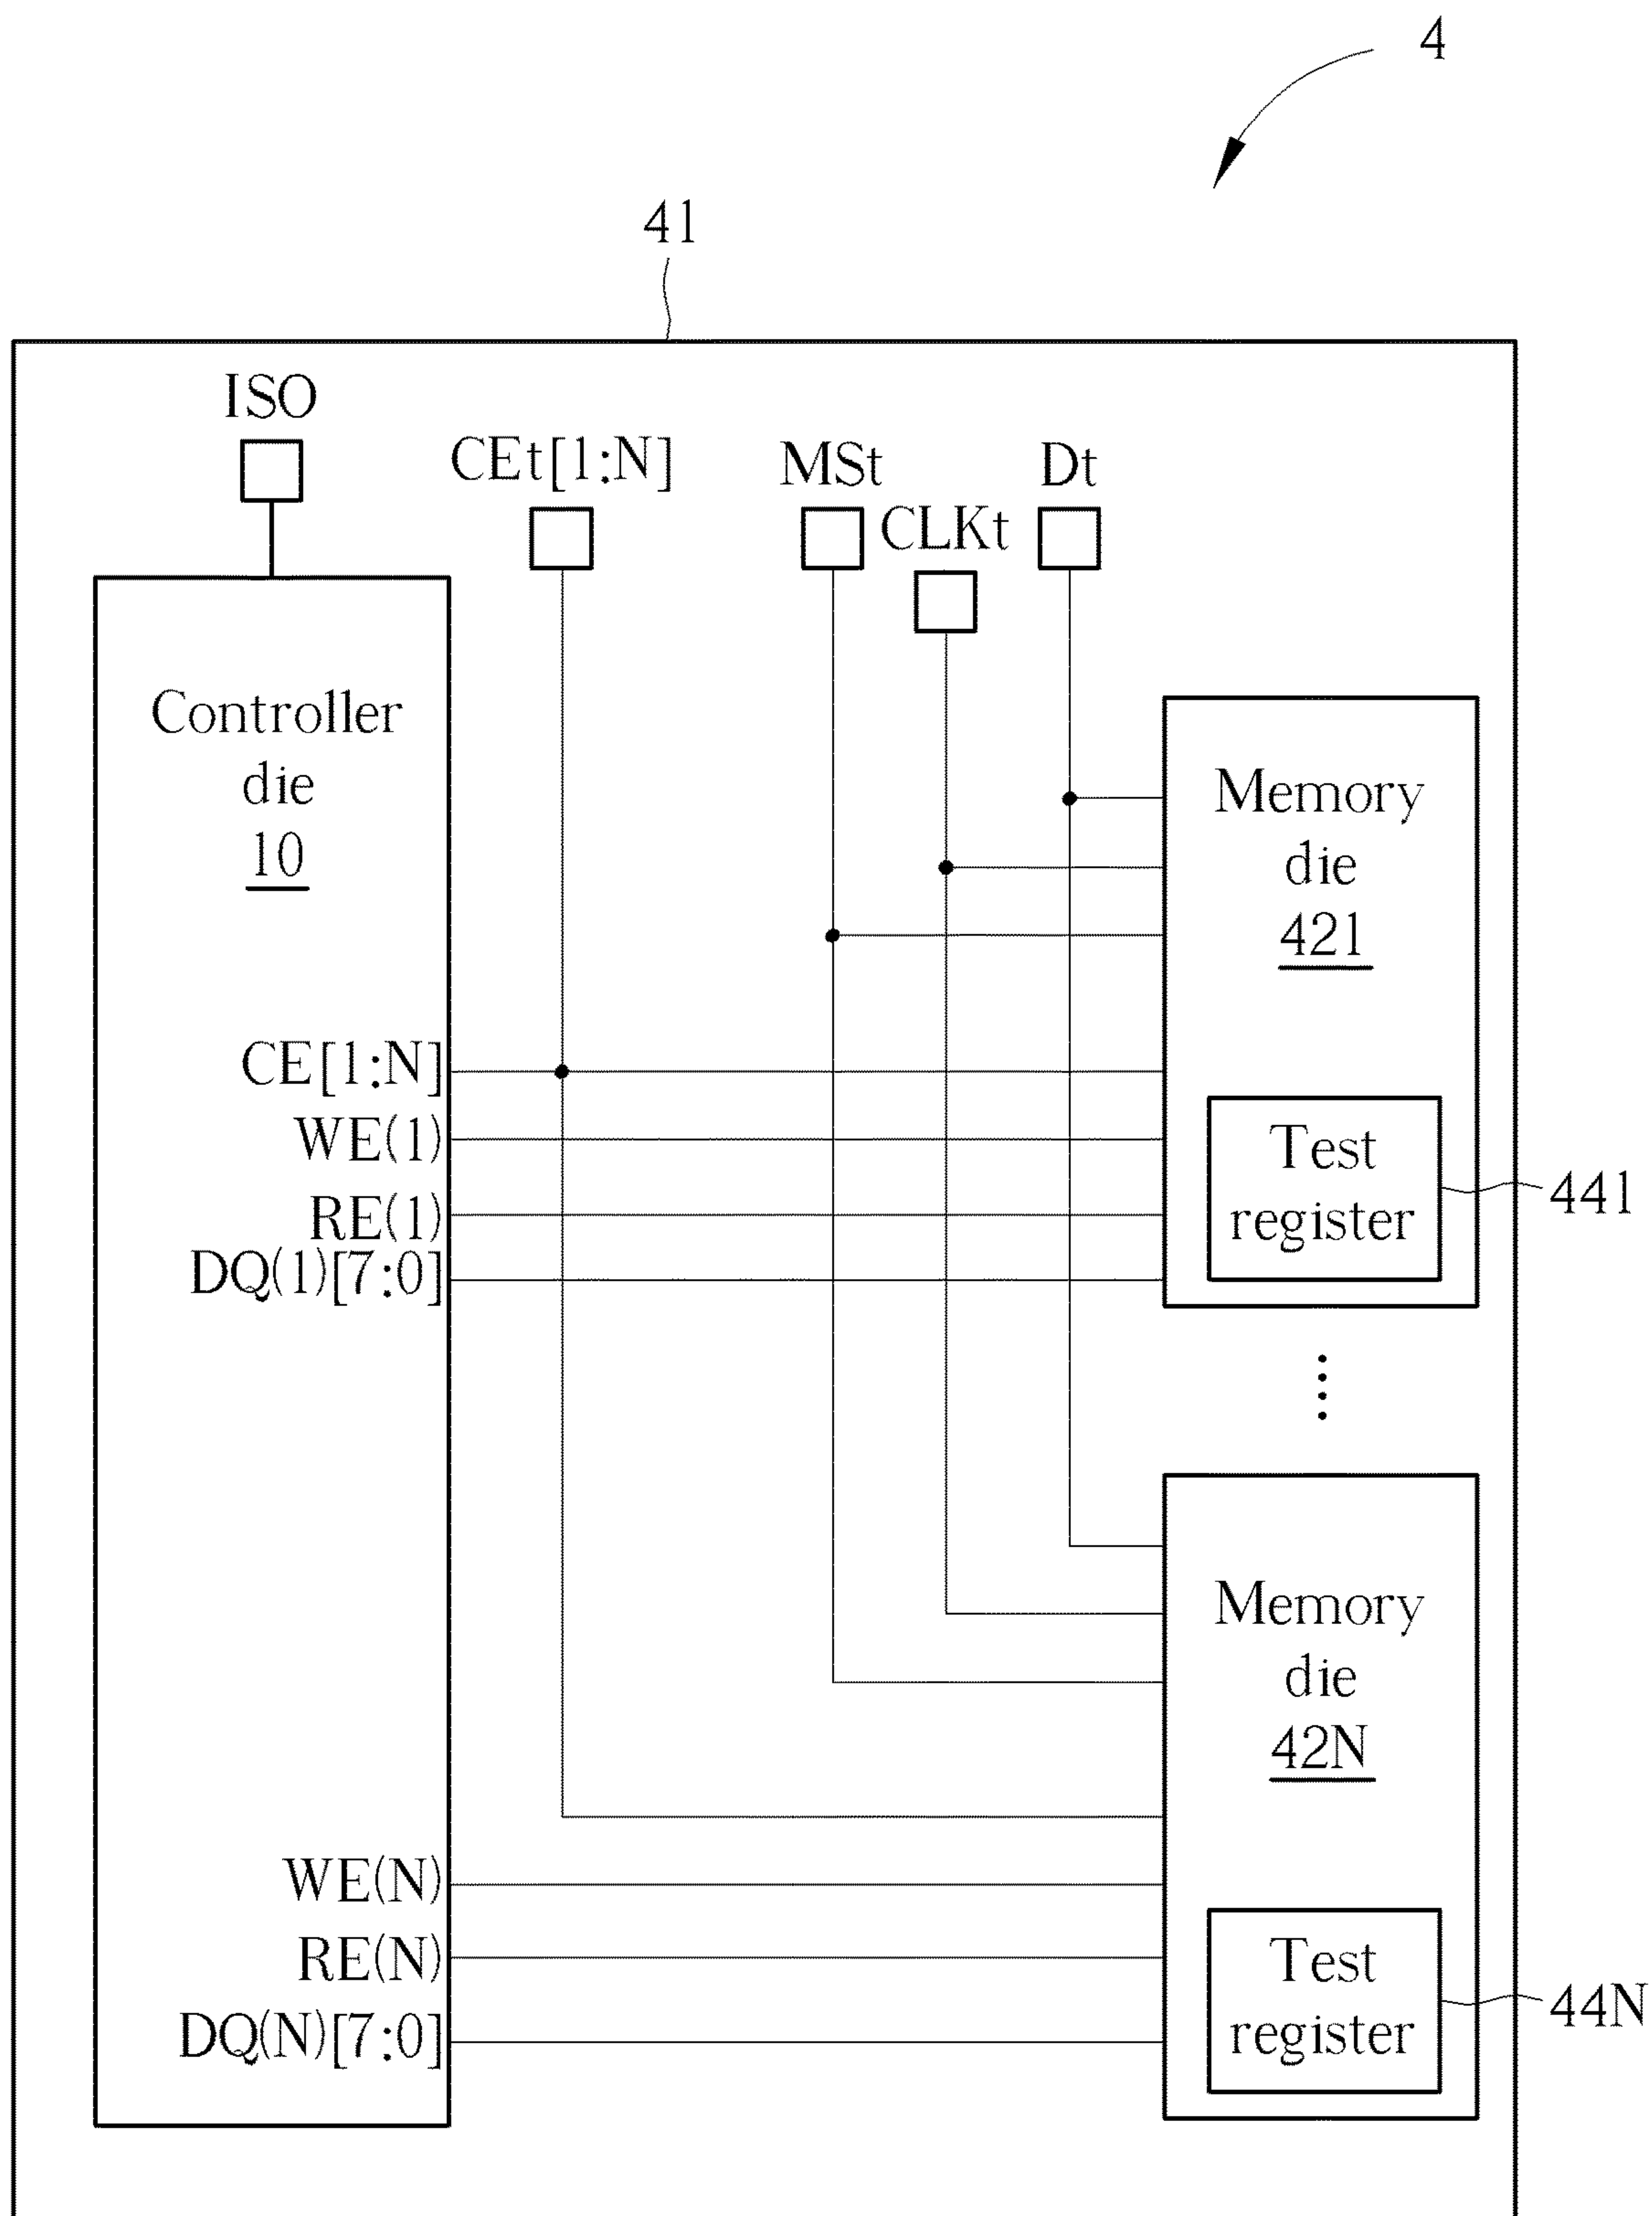 4
41
ISO
CEt[1:N]
MSt
CLKt
Dt
Controller
die
10
Memory
die
421
CE[1:N]
WE(1)
RE(1)
DQ(1)[7:0]
Test
register
441
Memory
die
42N
WE(N)
RE(N)
DQ(N)[7:0]
Test
register
44N